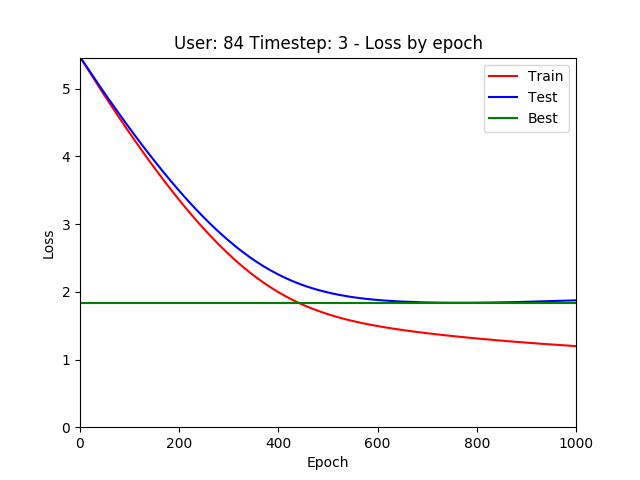 User: 84 Timestep: 3 - Loss by epoch
Train
Test
Best
Loss
5
4
3
2
1
0
0 200 400 600 800 1000
Epoch